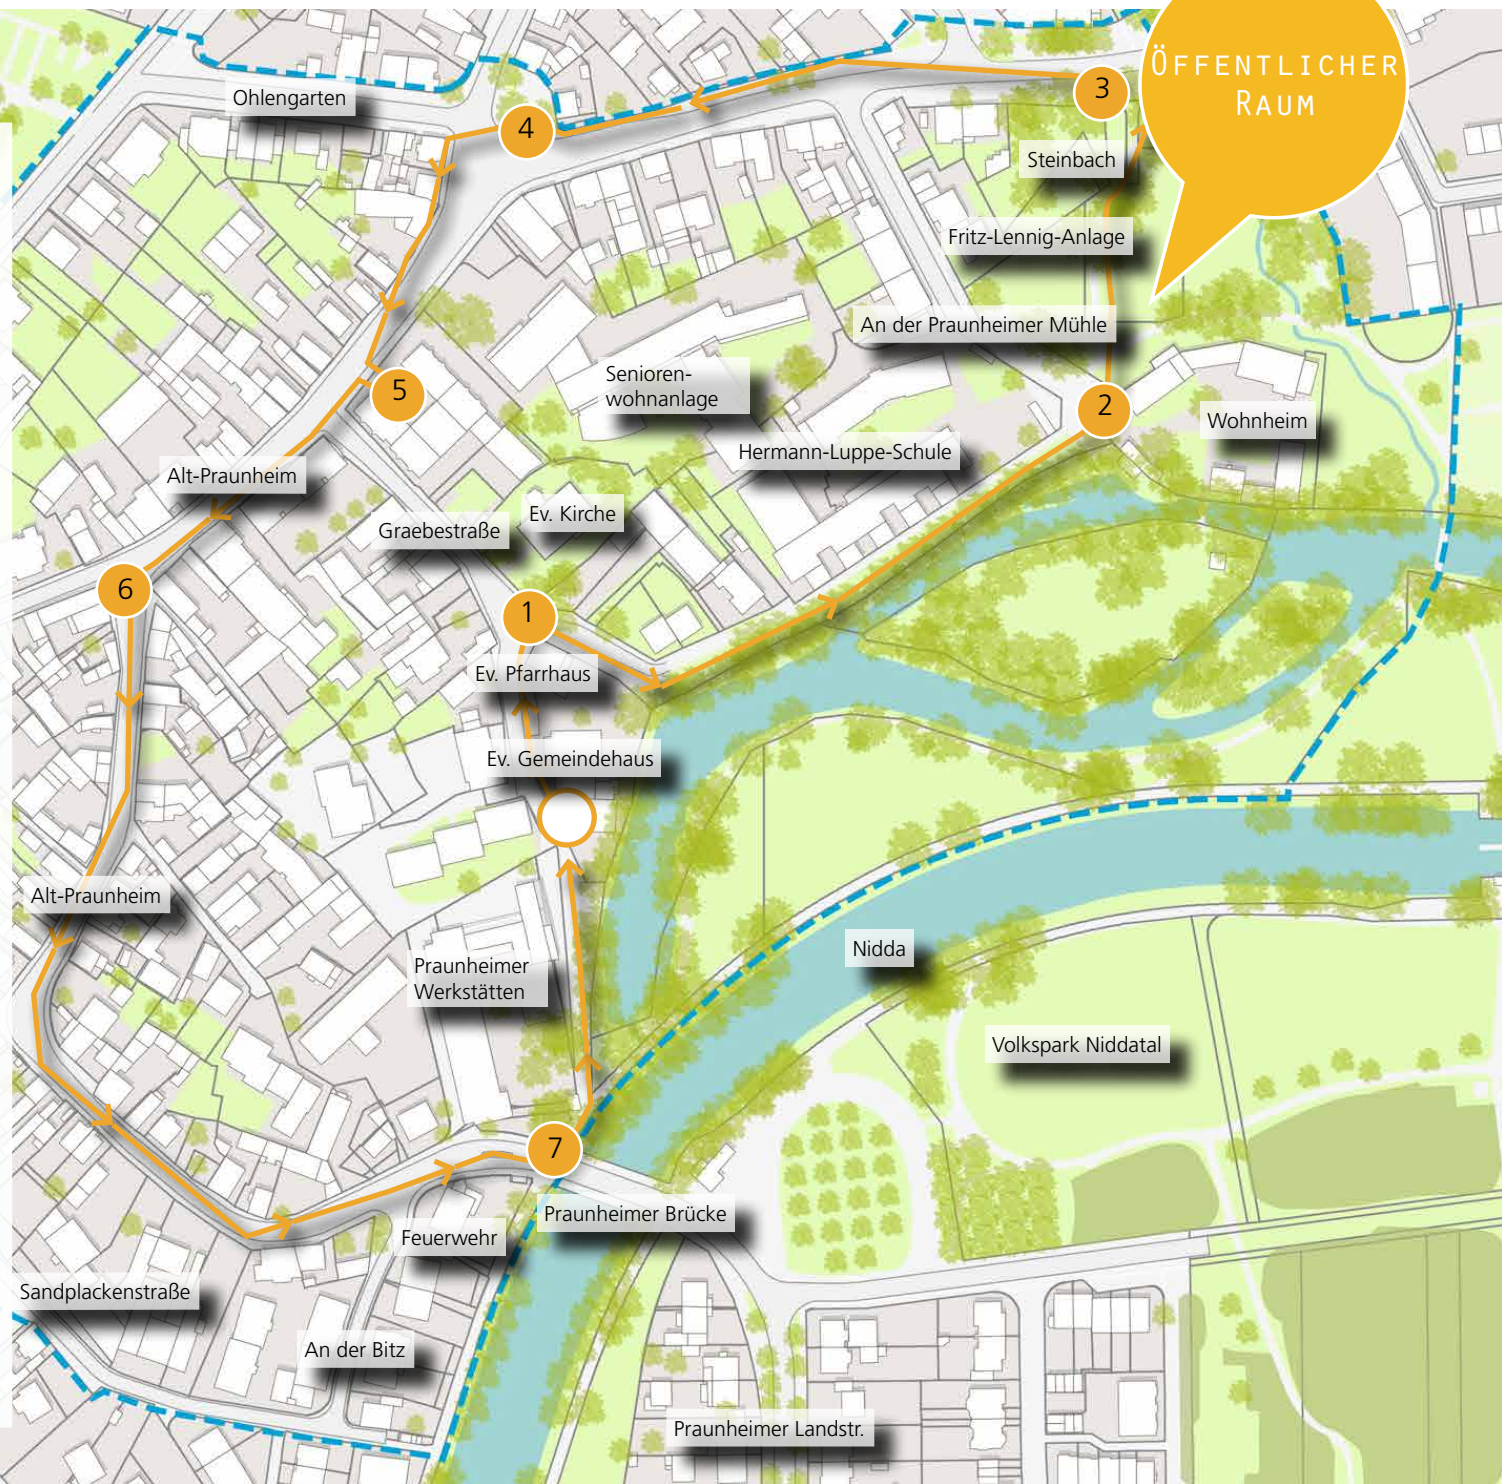 ÖFFENTLICHER
RAUM
3
Ohlengarten
4
Steinbach
Fritz-Lennig-Anlage
An der Praunheimer Mühle
Senioren-
wohnanlage
5
2
Wohnheim
Hermann-Luppe-Schule
Alt-Praunheim
Ev. Kirche
Graebestraße
6
1
Ev. Pfarrhaus
Ev. Gemeindehaus
Alt-Praunheim
Nidda
Praunheimer
Werkstätten
Volkspark Niddatal
7
Praunheimer Brücke
Feuerwehr
Sandplackenstraße
An der Bitz
Praunheimer Landstr.